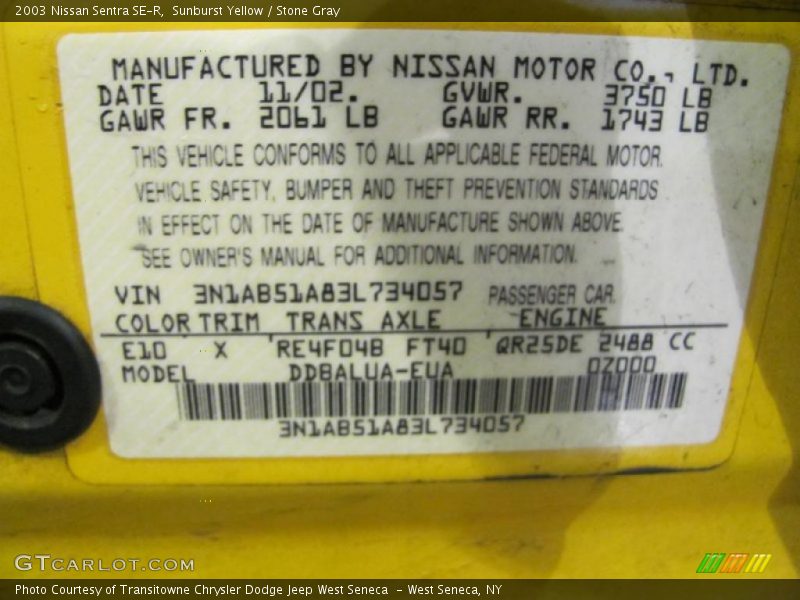 2003 Nissan Sentra SE-R, Sunburst Yellow / Stone Gray
MANUFACTURED BY NISSAN MOTOR CO., LTD.
DATE 11/02. GVWR. 3750 LB
GAWR FR. 2061 LB GAWR RR. 1743 LB
THIS VEHICLE CONFORMS TO ALL APPLICABLE FEDERAL MOTOR
VEHICLE SAFETY, BUMPER AND THEFT PREVENTION STANDARDS
IN EFFECT ON THE DATE OF MANUFACTURE SHOWN ABOVE.
SEE OWNER'S MANUAL FOR ADDITIONAL INFORMATION.
VIN 3N1AB51A83L734057 PASSENGER CAR
COLOR TRIM TRANS AXLE ENGINE
E10 X RE4F04B FT40 QR25DE 2488 CC
MODEL DDBALUA-EUA 0Z000
3N1AB51A83L734057
GTCARLOT.COM
Photo Courtesy of Transitowne Chrysler Dodge Jeep West Seneca - West Seneca, NY